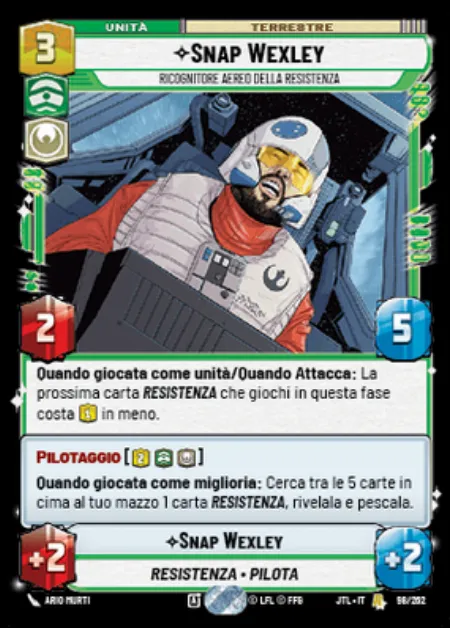 UNITÀ
TERRESTRE
3
SNAP WEXLEY
RICOGNITORE AEREO DELLA RESISTENZA
2
5
Quando giocata come unità/Quando Attacca: La
prossima carta RESISTENZA che giochi in questa fase
costa 1 in meno.
PILOTAGGIO [2]
Quando giocata come miglioria: Cerca tra le 5 carte in
cima al tuo mazzo 1 carta RESISTENZA, rivelala e pescala.
+2
SNAP WEXLEY
+2
RESISTENZA • PILOTA
ARIO MURTI
A
© LFL © FFG
JTL • IT
98/262